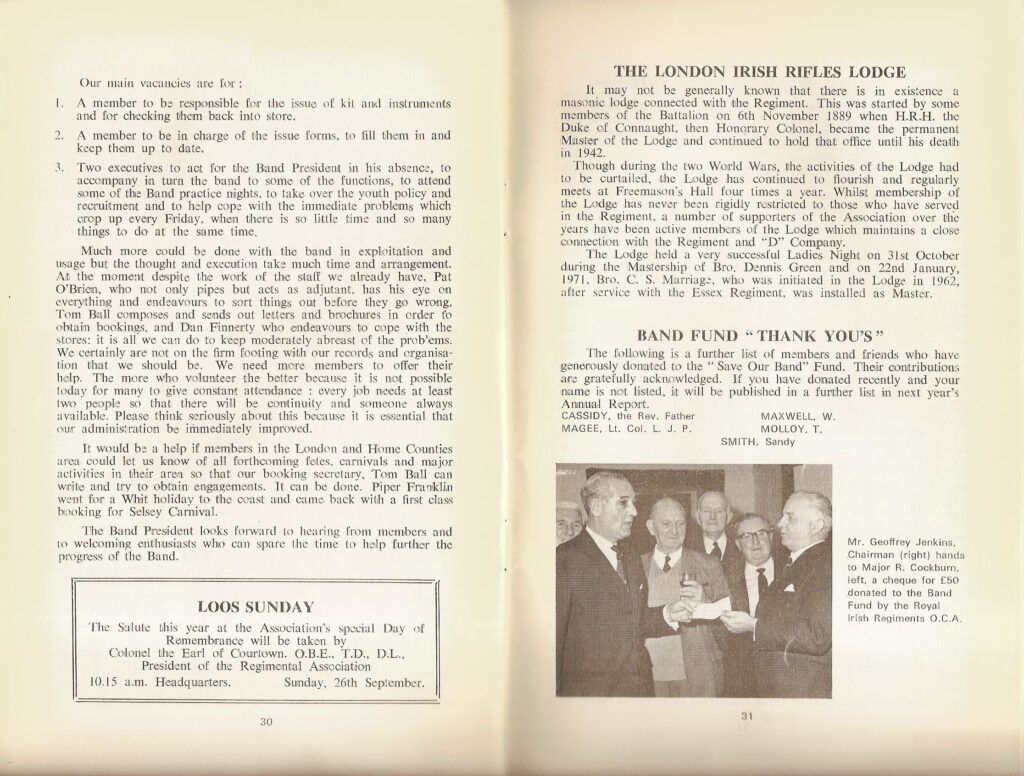 Our main vacancies are for :
1. A member to be responsible for the issue of kit and instruments
and for checking them back into store.
2. A member to be in charge of the issue forms, to fill them in and
keep them up to date.
3. Two executives to act for the Band President in his absence, to
accompany in turn the band to some of the functions, to attend
some of the Band practice nights, to take over the youth policy and
recruitment and to help cope with the immediate problems which
crop up every Friday, when there is so little time and so many
things to do at the same time.
Much more could be done with the band in exploitation and
usage but the thought and execution take much time and arrangement.
At the moment despite the work of the staff we already have, Pat
O'Brien, who not only pipes but acts as adjutant, has his eye on
everything and endeavours to sort things out before they go wrong,
Tom Ball composes and sends out letters and brochures in order to
obtain bookings, and Dan Finnerty who endeavours to cope with the
stores: it is all we can do to keep moderately abreast of the prob'ems.
We certainly are not on the firm footing with our records and organisa-
tion that we should be. We need more members to offer their
help. The more who volunteer the better because it is not possible
today for many to give constant attendance : every job needs at least
two people so that there will be continuity and someone always
available. Please think seriously about this because it is essential that
our administration be immediately improved.
It would be a help if members in the London and Home Counties
area could let us know of all forthcoming fetes, carnivals and major
activities in their area so that our booking secretary, Tom Ball can
write and try to obtain engagements. It can be done. Piper Franklin
went for a Whit holiday to the coast and came back with a first class
booking for Selsey Carnival.
The Band President looks forward to hearing from members and
to welcoming enthusiasts who can spare the time to help further the
progress of the Band.
LOOS SUNDAY
The Salute this year at the Association's special Day of
Remembrance will be taken by
Colonel the Earl of Courtown. O.B.E., T.D., D.L.,
President of the Regimental Association
10.15 a.m. Headquarters. Sunday, 26th September.
30
THE LONDON IRISH RIFLES LODGE
It may not be generally known that there is in existence a
masonic lodge connected with the Regiment. This was started by some
members of the Battalion on 6th November 1889 when H.R.H. the
Duke of Connaught, then Honorary Colonel, became the permanent
Master of the Lodge and continued to hold that office until his death
in 1942.
Though during the two World Wars, the activities of the Lodge had
to be curtailed, the Lodge has continued to flourish and regularly
meets at Freemason's Hall four times a year. Whilst membership of
the Lodge has never been rigidly restricted to those who have served
in the Regiment, a number of supporters of the Association over the
years have been active members of the Lodge which maintains a close
connection with the Regiment and "D" Company.
The Lodge held a very successful Ladies Night on 31st October
during the Mastership of Bro. Dennis Green and on 22nd January,
1971, Bro. C. S. Marriage, who was initiated in the Lodge in 1962,
after service with the Essex Regiment, was installed as Master.
BAND FUND " THANK YOU'S "
The following is a further list of members and friends who have
generously donated to the " Save Our Band" Fund. Their contributions
are gratefully acknowledged. If you have donated recently and your
name is not listed, it will be published in a further list in next year's
Annual Report.
CASSIDY, the Rev. Father MAXWELL, W.
MAGEE, Lt. Col. L. J. P. MOLLOY, T.
SMITH, Sandy
Mr. Geoffrey Jenkins,
Chairman (right) hands
to Major R. Cockburn,
left, a cheque for £50
donated to the Band
Fund by the Royal
Irish Regiments O.C.A.
31